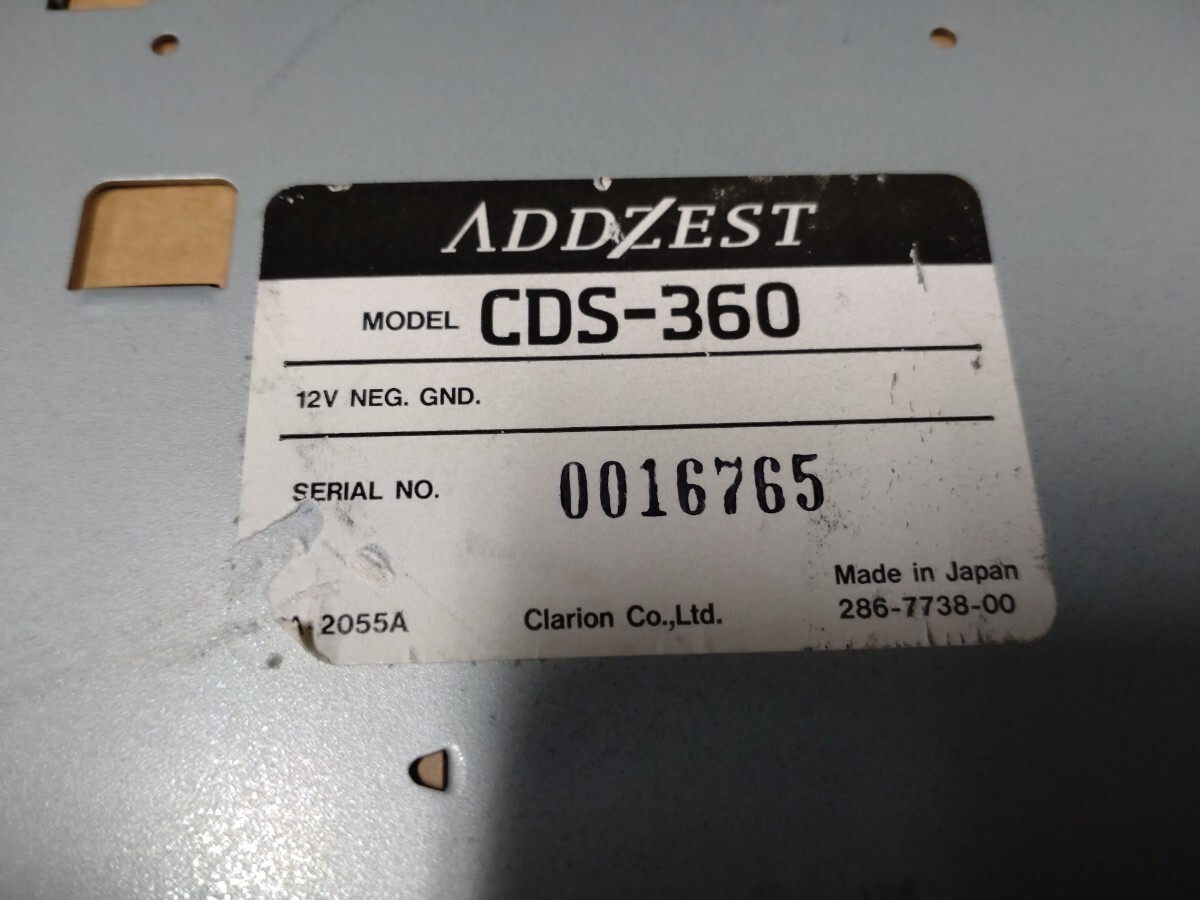 ADDZEST
MODEL CDS-360
12V NEG. GND.
SERIAL NO. 0016765
Made in Japan
2055A Clarion Co.,Ltd. 286-7738-00